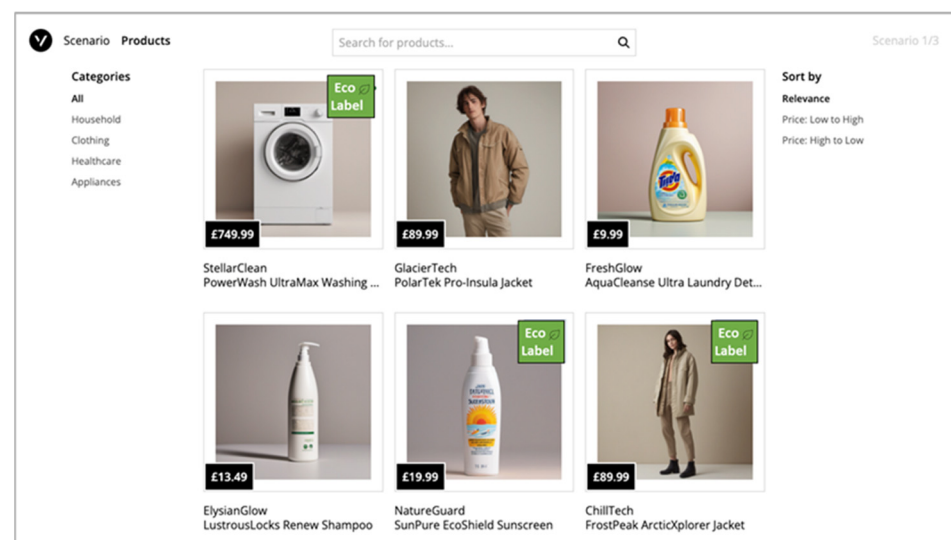 Scenario Products
Search for products...
Scenario 1/3
Categories
All
Household
Clothing
Healthcare
Appliances
Sort by
Relevance
Price: Low to High
Price: High to Low
Eco
Label
£749.99
StellarClean
PowerWash UltraMax Washing ...
£89.99
GlacierTech
PolarTek Pro-Insula Jacket
£9.99
FreshGlow
AquaCleanse Ultra Laundry Det...
£13.49
ElysianGlow
LustrousLocks Renew Shampoo
Eco
Label
£19.99
NatureGuard
SunPure EcoShield Sunscreen
Eco
Label
£89.99
ChillTech
FrostPeak ArcticXplorer Jacket